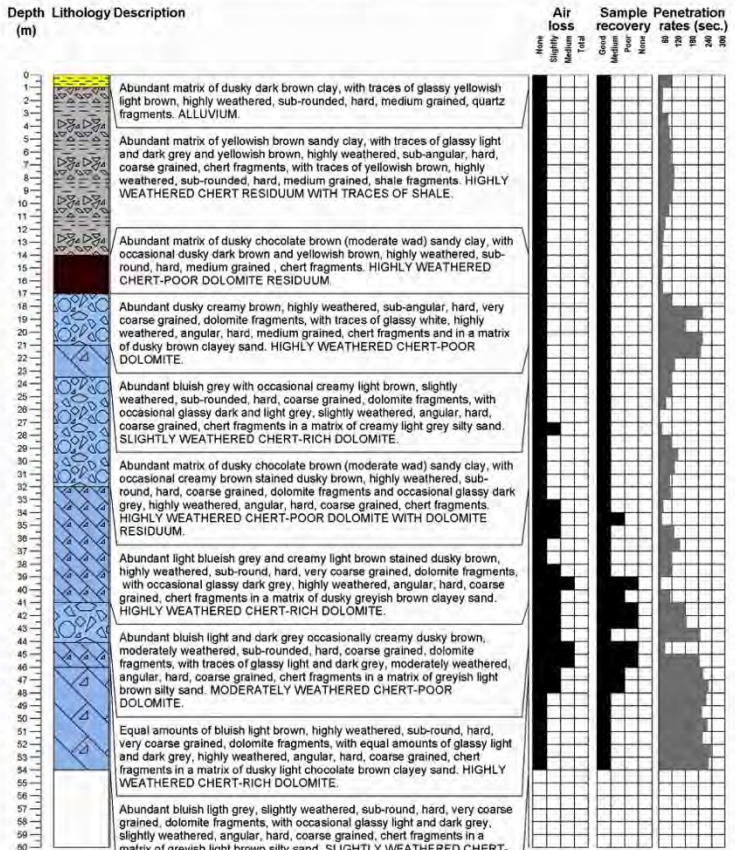 Depth Lithology Description
(m)
Air
loss
Sample
recovery
Penetration
rates (sec.)
None
Slightly
Medium
Total
Good
Medium
Poor
None
60
120
180
240
300
0
1
2
3
4
5
6
7
8
9
10
11
12
13
14
15
16
17
18
19
20
21
22
23
24
25
26
27
28
29
30
31
32
33
34
35
36
37
38
39
40
41
42
43
44
45
46
47
48
49
50
51
52
53
54
55
56
57
58
59
60
Abundant matrix of dusky dark brown clay, with traces of glassy yellowish
light brown, highly weathered, sub-rounded, hard, medium grained, quartz
fragments. ALLUVIUM.
Abundant matrix of yellowish brown sandy clay, with traces of glassy light
and dark grey and yellowish brown, highly weathered, sub-angular, hard,
coarse grained, chert fragments, with traces of yellowish brown, highly
weathered, sub-rounded, hard, medium grained, shale fragments. HIGHLY
WEATHERED CHERT RESIDUUM WITH TRACES OF SHALE.
Abundant matrix of dusky chocolate brown (moderate wad) sandy clay, with
occasional dusky dark brown and yellowish brown, highly weathered, sub-
round, hard, medium grained , chert fragments. HIGHLY WEATHERED
CHERT-POOR DOLOMITE RESIDUUM.
Abundant dusky creamy brown, highly weathered, sub-angular, hard, very
coarse grained, dolomite fragments, with traces of glassy white, highly
weathered, angular, hard, medium grained, chert fragments and in a matrix
of dusky brown clayey sand. HIGHLY WEATHERED CHERT-POOR
DOLOMITE.
Abundant bluish grey with occasional creamy light brown, slightly
weathered, sub-rounded, hard, coarse grained, dolomite fragments, with
occasional glassy dark and light grey, slightly weathered, angular, hard,
coarse grained, chert fragments in a matrix of creamy light grey silty sand.
SLIGHTLY WEATHERED CHERT-RICH DOLOMITE.
Abundant matrix of dusky chocolate brown (moderate wad) sandy clay, with
occasional creamy brown stained dusky brown, highly weathered, sub-
round, hard, coarse grained, dolomite fragments and occasional glassy dark
grey, highly weathered, angular, hard, coarse grained, chert fragments.
HIGHLY WEATHERED CHERT-POOR DOLOMITE WITH DOLOMITE
RESIDUUM.
Abundant light blueish grey and creamy light brown stained dusky brown,
highly weathered, sub-round, hard, very coarse grained, dolomite fragments,
with occasional glassy dark grey, highly weathered, angular, hard, coarse
grained, chert fragments in a matrix of dusky greyish brown clayey sand.
HIGHLY WEATHERED CHERT-RICH DOLOMITE.
Abundant bluish light and dark grey occasionally creamy dusky brown,
moderately weathered, sub-rounded, hard, coarse grained, dolomite
fragments, with traces of glassy light and dark grey, moderately weathered,
angular, hard, coarse grained, chert fragments in a matrix of greyish light
brown silty sand. MODERATELY WEATHERED CHERT-POOR
DOLOMITE.
Equal amounts of bluish light brown, highly weathered, sub-round, hard,
very coarse grained, dolomite fragments, with equal amounts of glassy light
and dark grey, highly weathered, angular, hard, coarse grained, chert
fragments in a matrix of dusky light chocolate brown clayey sand. HIGHLY
WEATHERED CHERT-RICH DOLOMITE.
Abundant bluish ligth grey, slightly weathered, sub-round, hard, very coarse
grained, dolomite fragments, with occasional glassy light and dark grey,
slightly weathered, angular, hard, coarse grained, chert fragments in a
matrix of greyish light brown silty sand. SLIGHTLY WEATHERED CHERT-